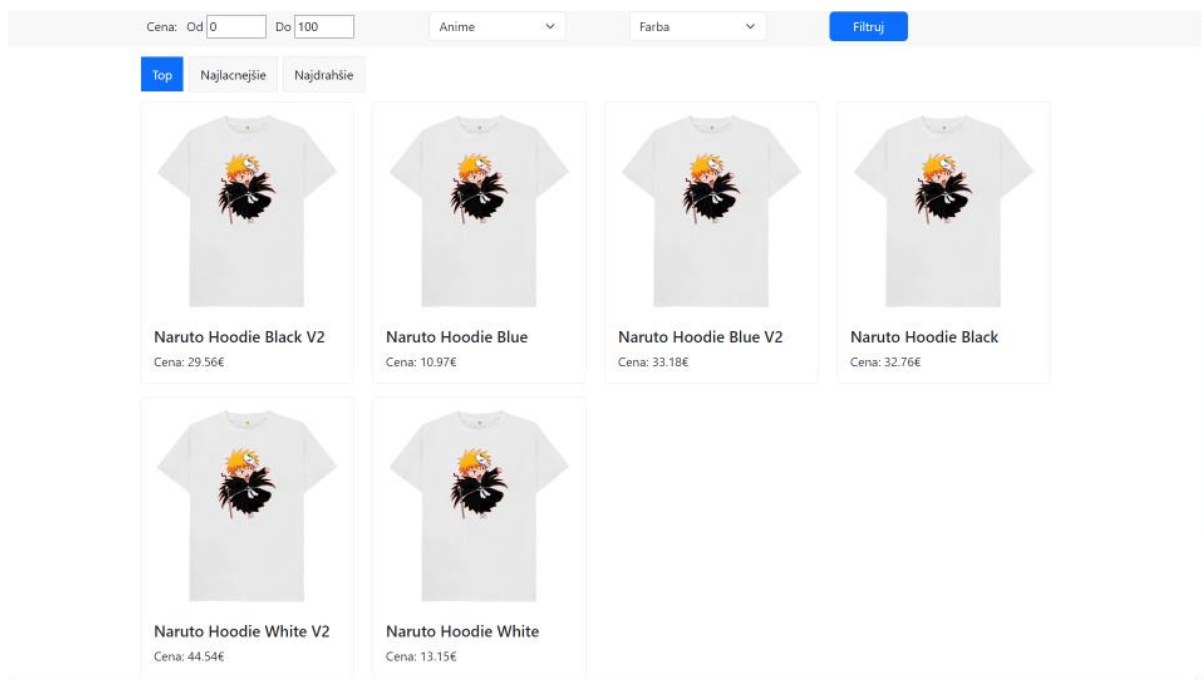 Cena: Od 0 Do 100 Anime Farba Filtruj
Top Najlacnejšie Najdrahšie
Naruto Hoodie Black V2
Cena: 29.56€
Naruto Hoodie Blue
Cena: 10.97€
Naruto Hoodie Blue V2
Cena: 33.18€
Naruto Hoodie Black
Cena: 32.76€
Naruto Hoodie White V2
Cena: 44.54€
Naruto Hoodie White
Cena: 13.15€